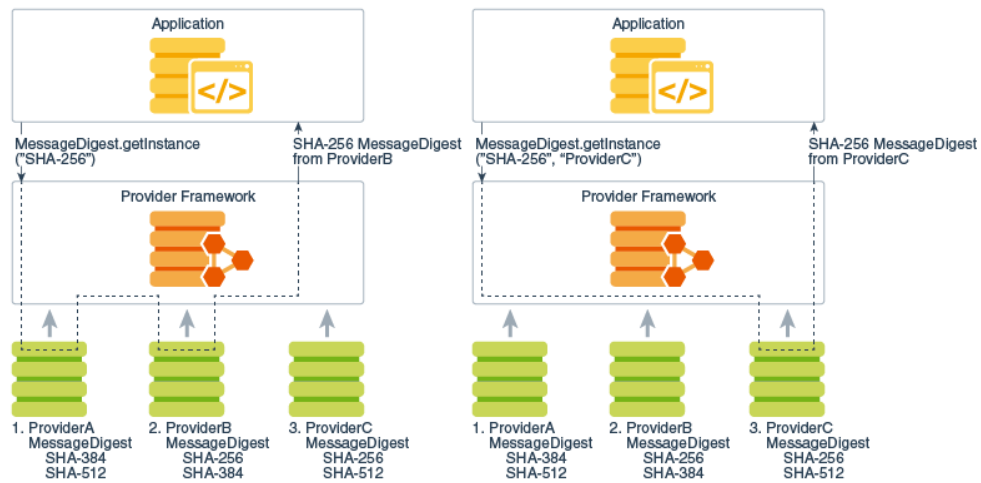 Application
</>
MessageDigest.getInstance
("SHA-256")
SHA-256 MessageDigest
from ProviderB
Provider Framework
1. ProviderA
MessageDigest
SHA-384
SHA-512
2. ProviderB
MessageDigest
SHA-256
SHA-384
3. ProviderC
MessageDigest
SHA-256
SHA-512
Application
</>
MessageDigest.getInstance
("SHA-256", “ProviderC”)
SHA-256 MessageDigest
from ProviderC
Provider Framework
1. ProviderA
MessageDigest
SHA-384
SHA-512
2. ProviderB
MessageDigest
SHA-256
SHA-384
3. ProviderC
MessageDigest
SHA-256
SHA-512